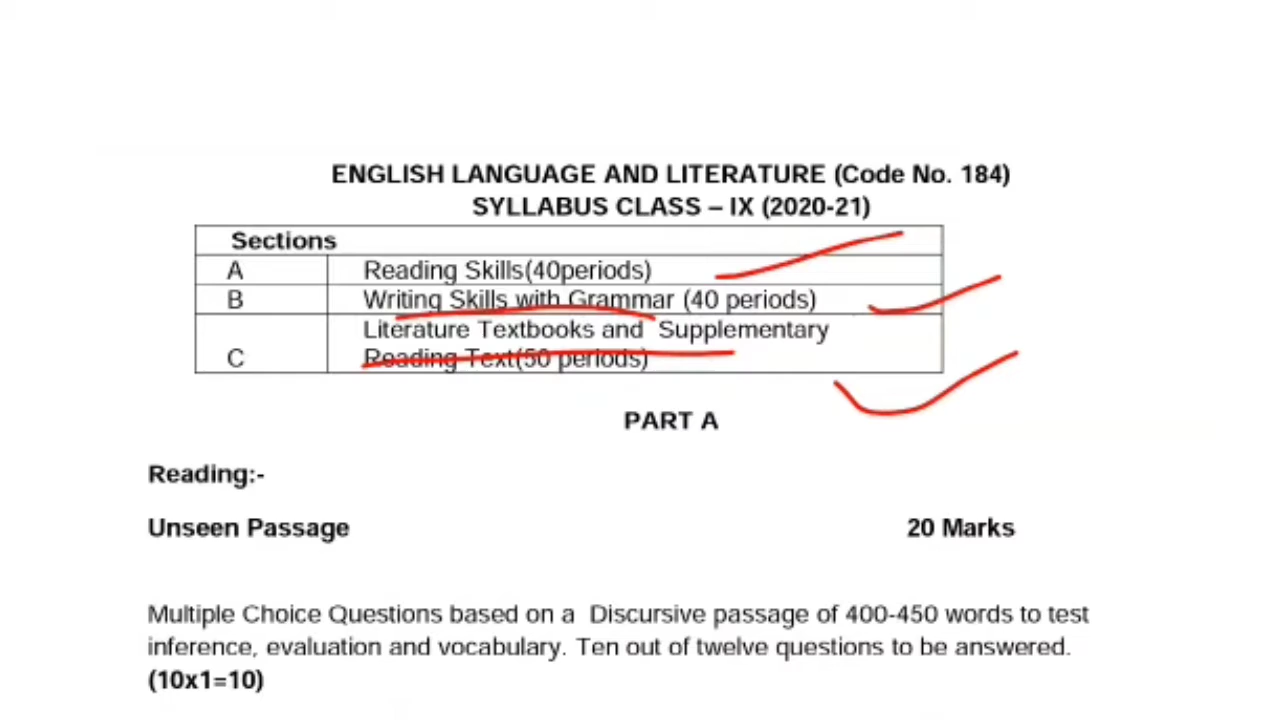 ENGLISH LANGUAGE AND LITERATURE (Code No. 184)
SYLLABUS CLASS – IX (2020-21)
Sections
A Reading Skills(40periods)
B Writing Skills with Grammar (40 periods)
Literature Textbooks and Supplementary
C Reading Text(50 periods)
PART A
Reading:-
Unseen Passage 20 Marks
Multiple Choice Questions based on a Discursive passage of 400-450 words to test
inference, evaluation and vocabulary. Ten out of twelve questions to be answered.
(10x1=10)